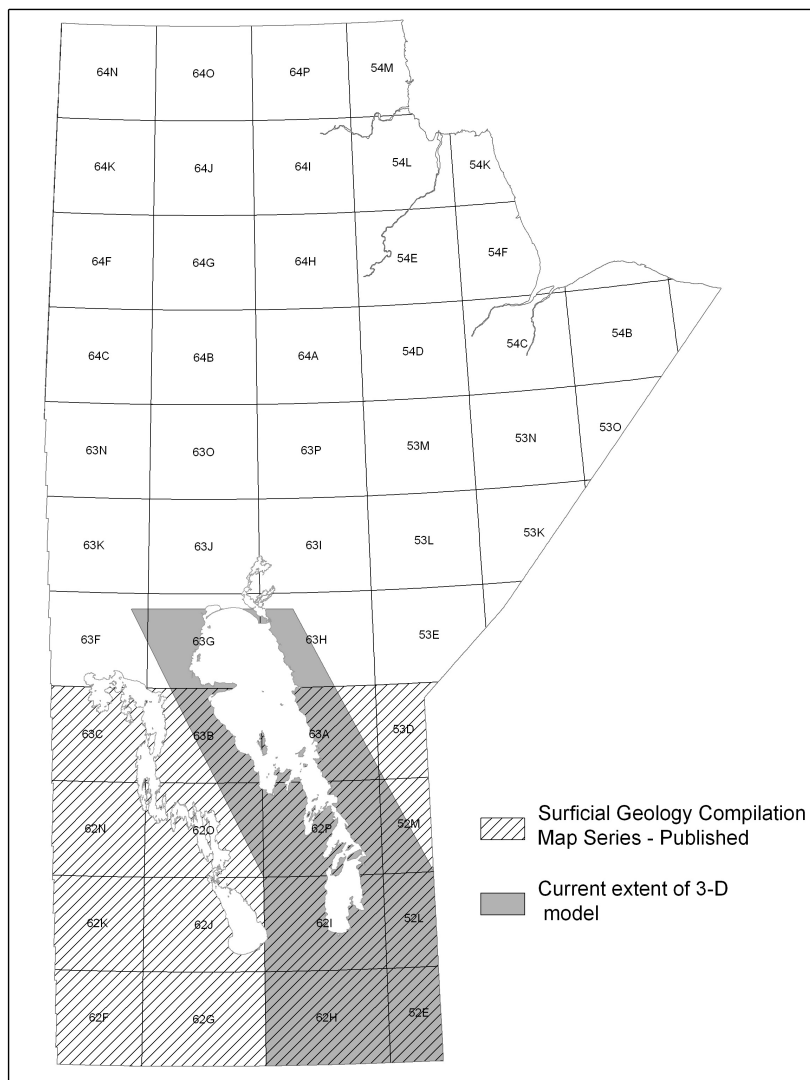 64N
64O
64P
54M
64K
64J
64I
54L
54K
64F
64G
64H
54E
54F
64C
64B
64A
54D
54C
54B
63N
63O
63P
53M
53N
53O
63K
63J
63I
53L
53K
63F
63G
63H
53E
63C
63B
63A
53D
62N
62O
62P
52M
Surficial Geology Compilation
Map Series - Published
62K
62J
62I
52L
Current extent of 3-D
model
62F
62G
62H
52E